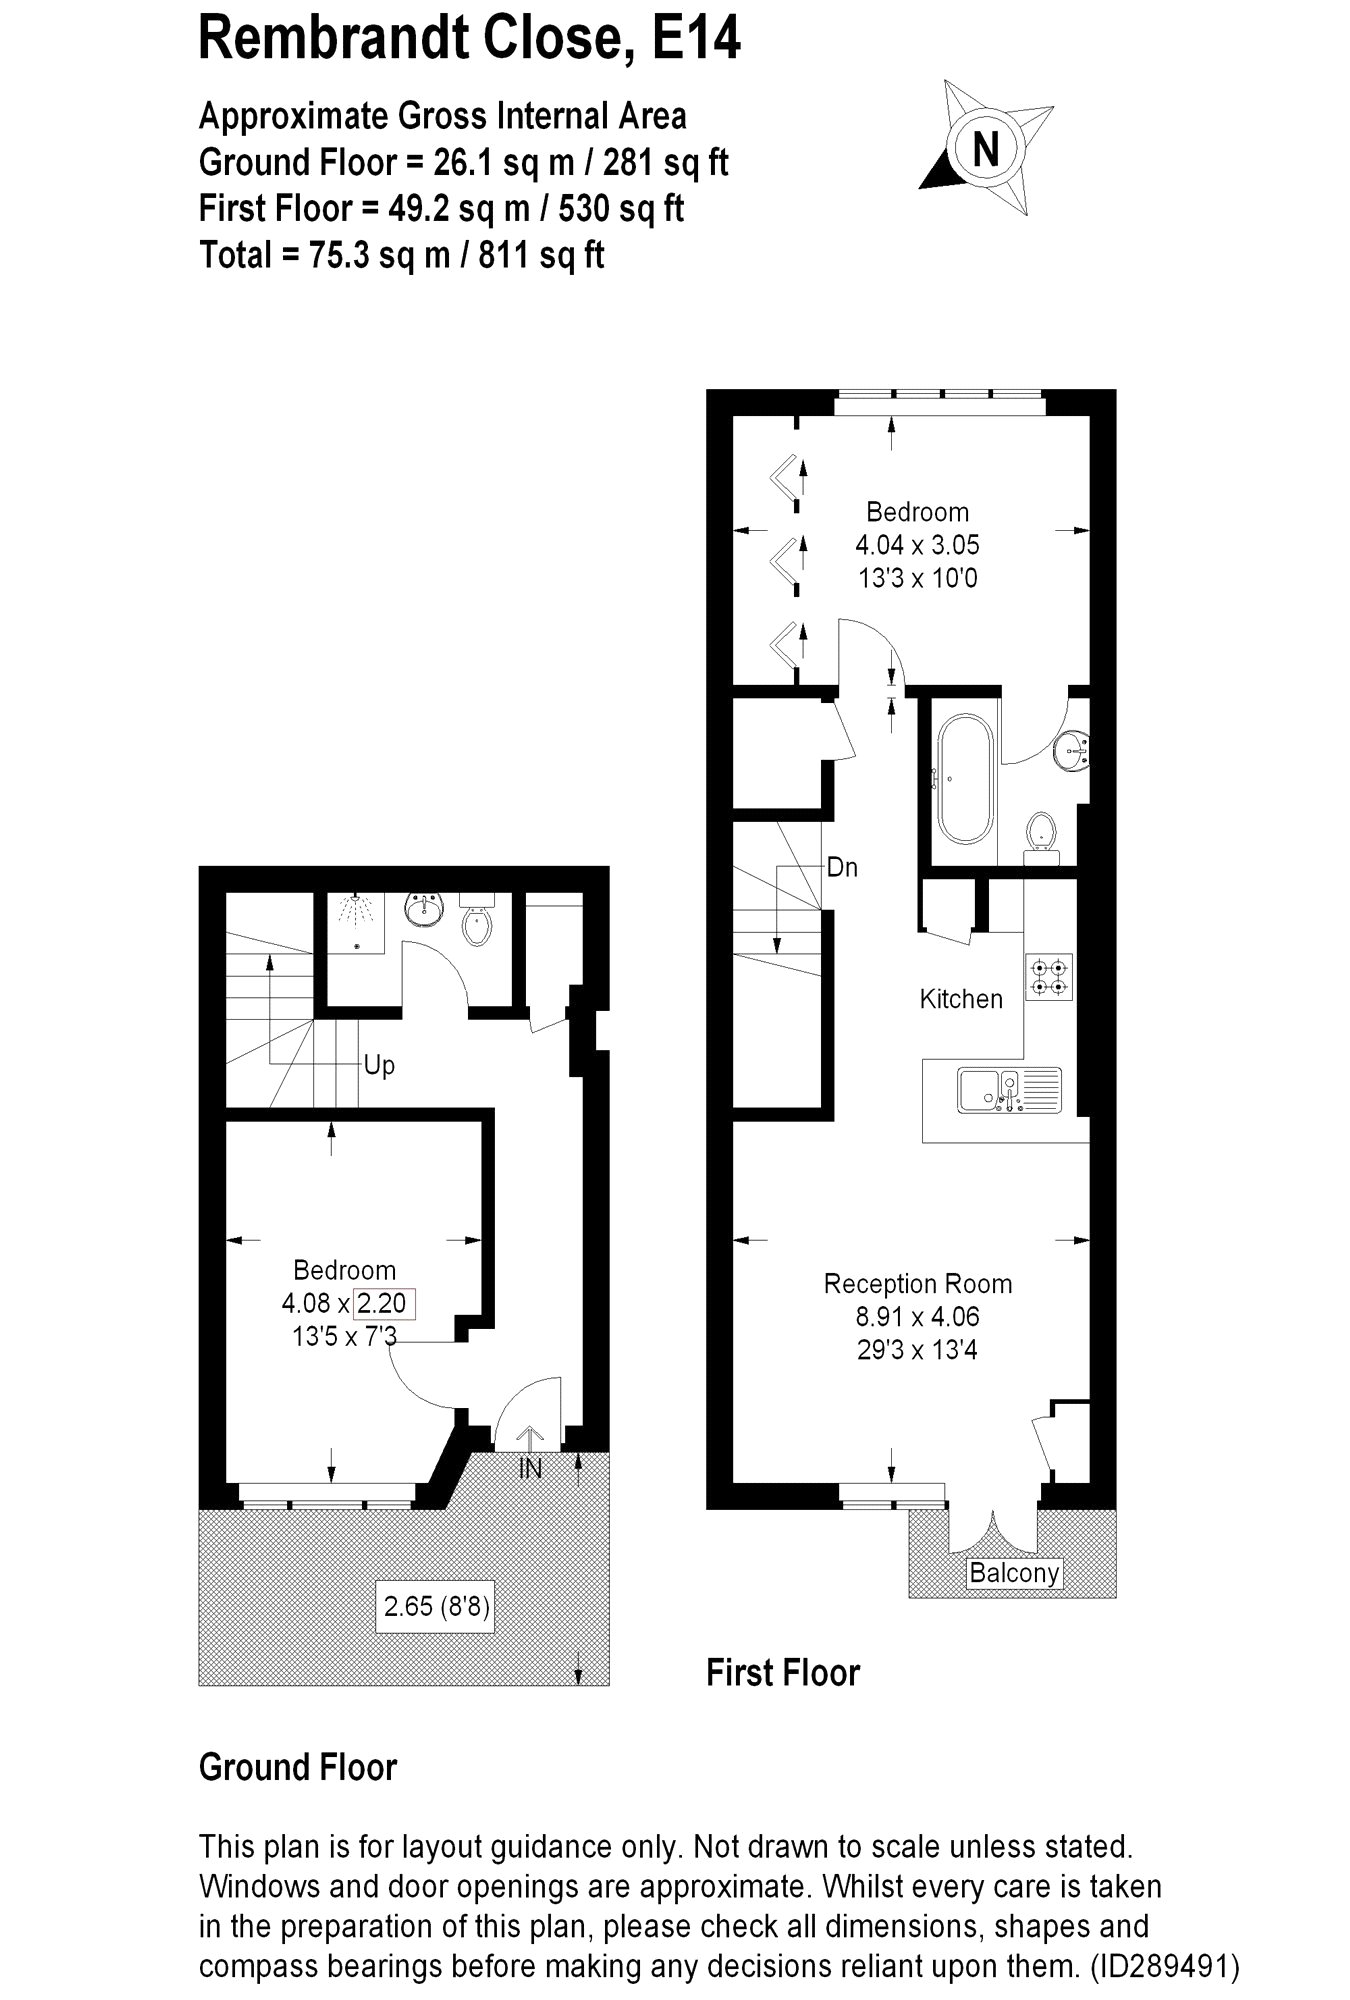 Rembrandt Close, E14
Approximate Gross Internal Area
Ground Floor = 26.1 sq m / 281 sq ft
First Floor = 49.2 sq m / 530 sq ft
Total = 75.3 sq m / 811 sq ft
N
Bedroom
4.04 x 3.05
13'3 x 10'0
Dn
Kitchen
Up
Bedroom
4.08 x 2.20
13'5 x 7'3
Reception Room
8.91 x 4.06
29'3 x 13'4
IN
Balcony
2.65 (8'8)
First Floor
Ground Floor
This plan is for layout guidance only. Not drawn to scale unless stated.
Windows and door openings are approximate. Whilst every care is taken
in the preparation of this plan, please check all dimensions, shapes and
compass bearings before making any decisions reliant upon them. (ID289491)